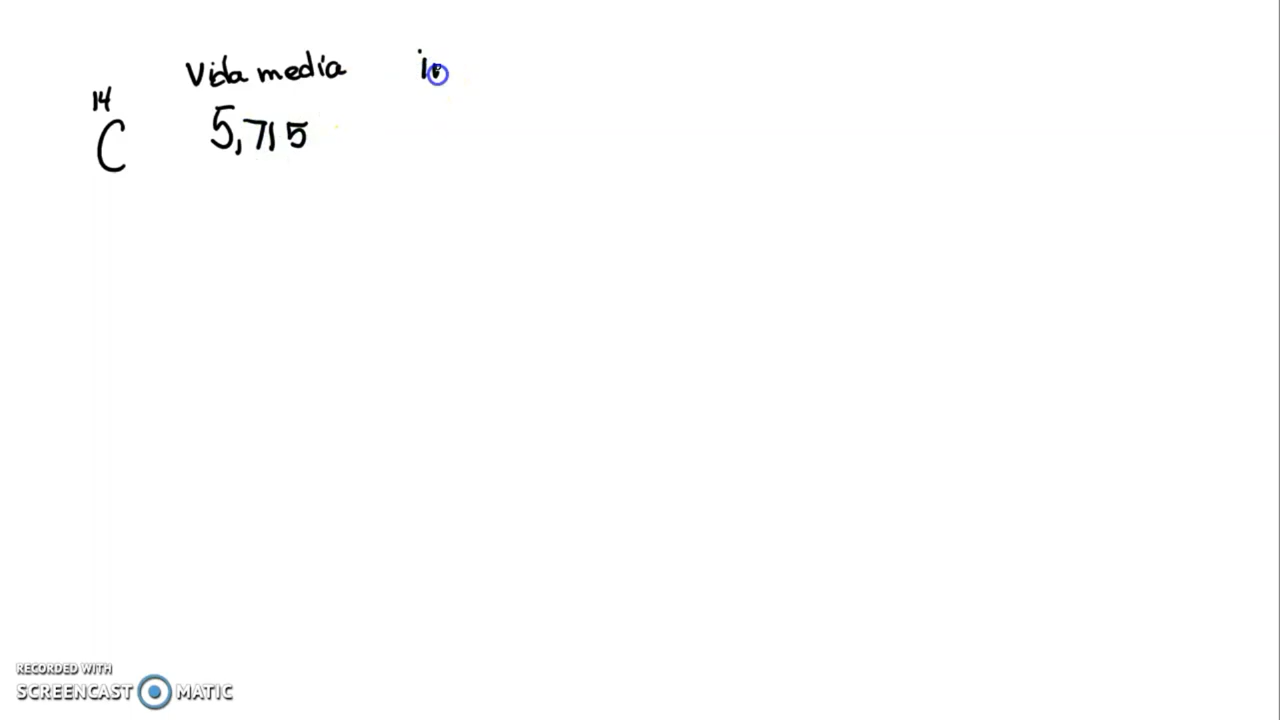 Vida media
14
C 5,715
RECORDED WITH
SCREENCAST MATIC